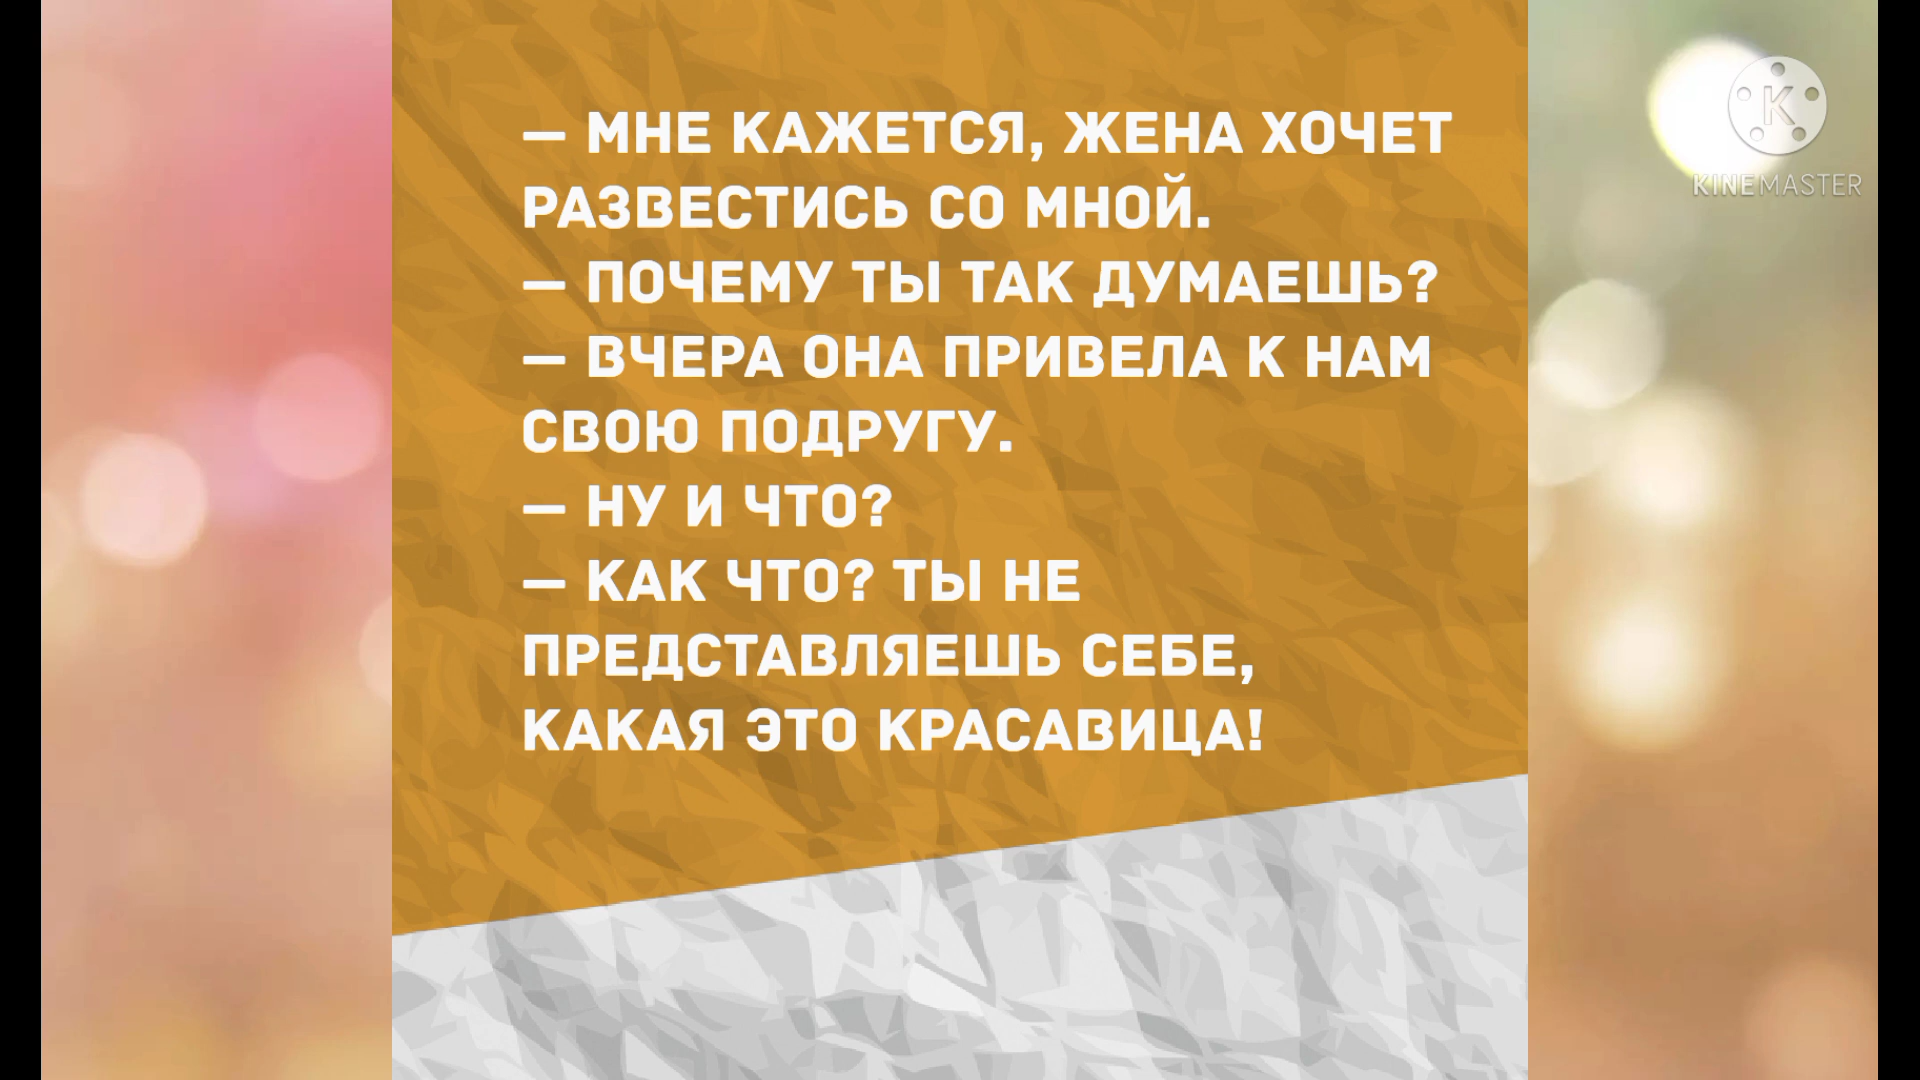 — МНЕ КАЖЕТСЯ, ЖЕНА ХОЧЕТ
РАЗВЕСТИСЬ СО МНОЙ.
— ПОЧЕМУ ТЫ ТАК ДУМАЕШЬ?
— ВЧЕРА ОНА ПРИВЕЛА К НАМ
СВОЮ ПОДРУГУ.
— НУ И ЧТО?
— КАК ЧТО? ТЫ НЕ
ПРЕДСТАВЛЯЕШЬ СЕБЕ,
КАКАЯ ЭТО КРАСАВИЦА!
K
KINEMASTER